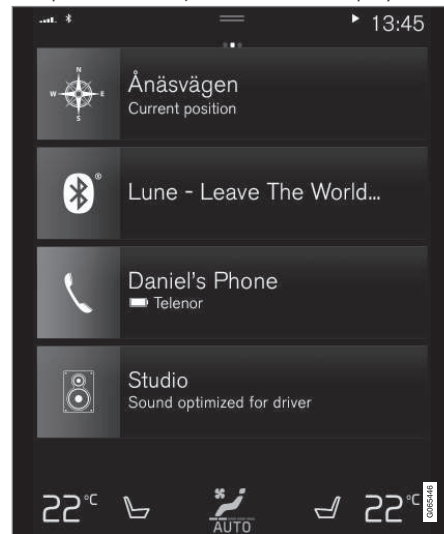 13:45
N
W E
S
Ånäsvägen
Current position
Lune - Leave The World...
Daniel's Phone
Telenor
Studio
Sound optimized for driver
22°C
AUTO
22°C
G065446